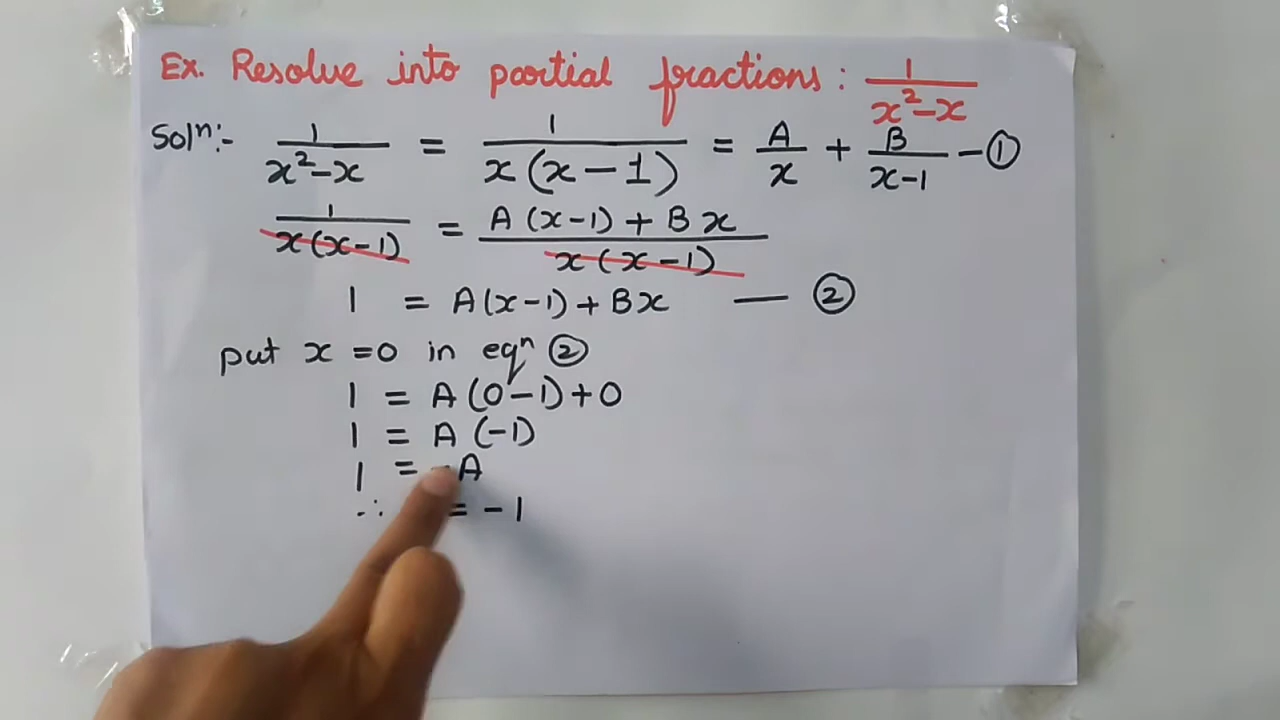 Ex. Resolve into partial fractions : 1/(x²-x)
Solⁿ:- 1/(x²-x) = 1/(x(x-1)) = A/x + B/(x-1) -①
1/(x(x-1)) = (A(x-1)+Bx)/(x(x-1))
1 = A(x-1)+Bx — ②
put x=0 in eqⁿ ②
1 = A(0-1)+0
1 = A(-1)
1 = -A
∴ = -1